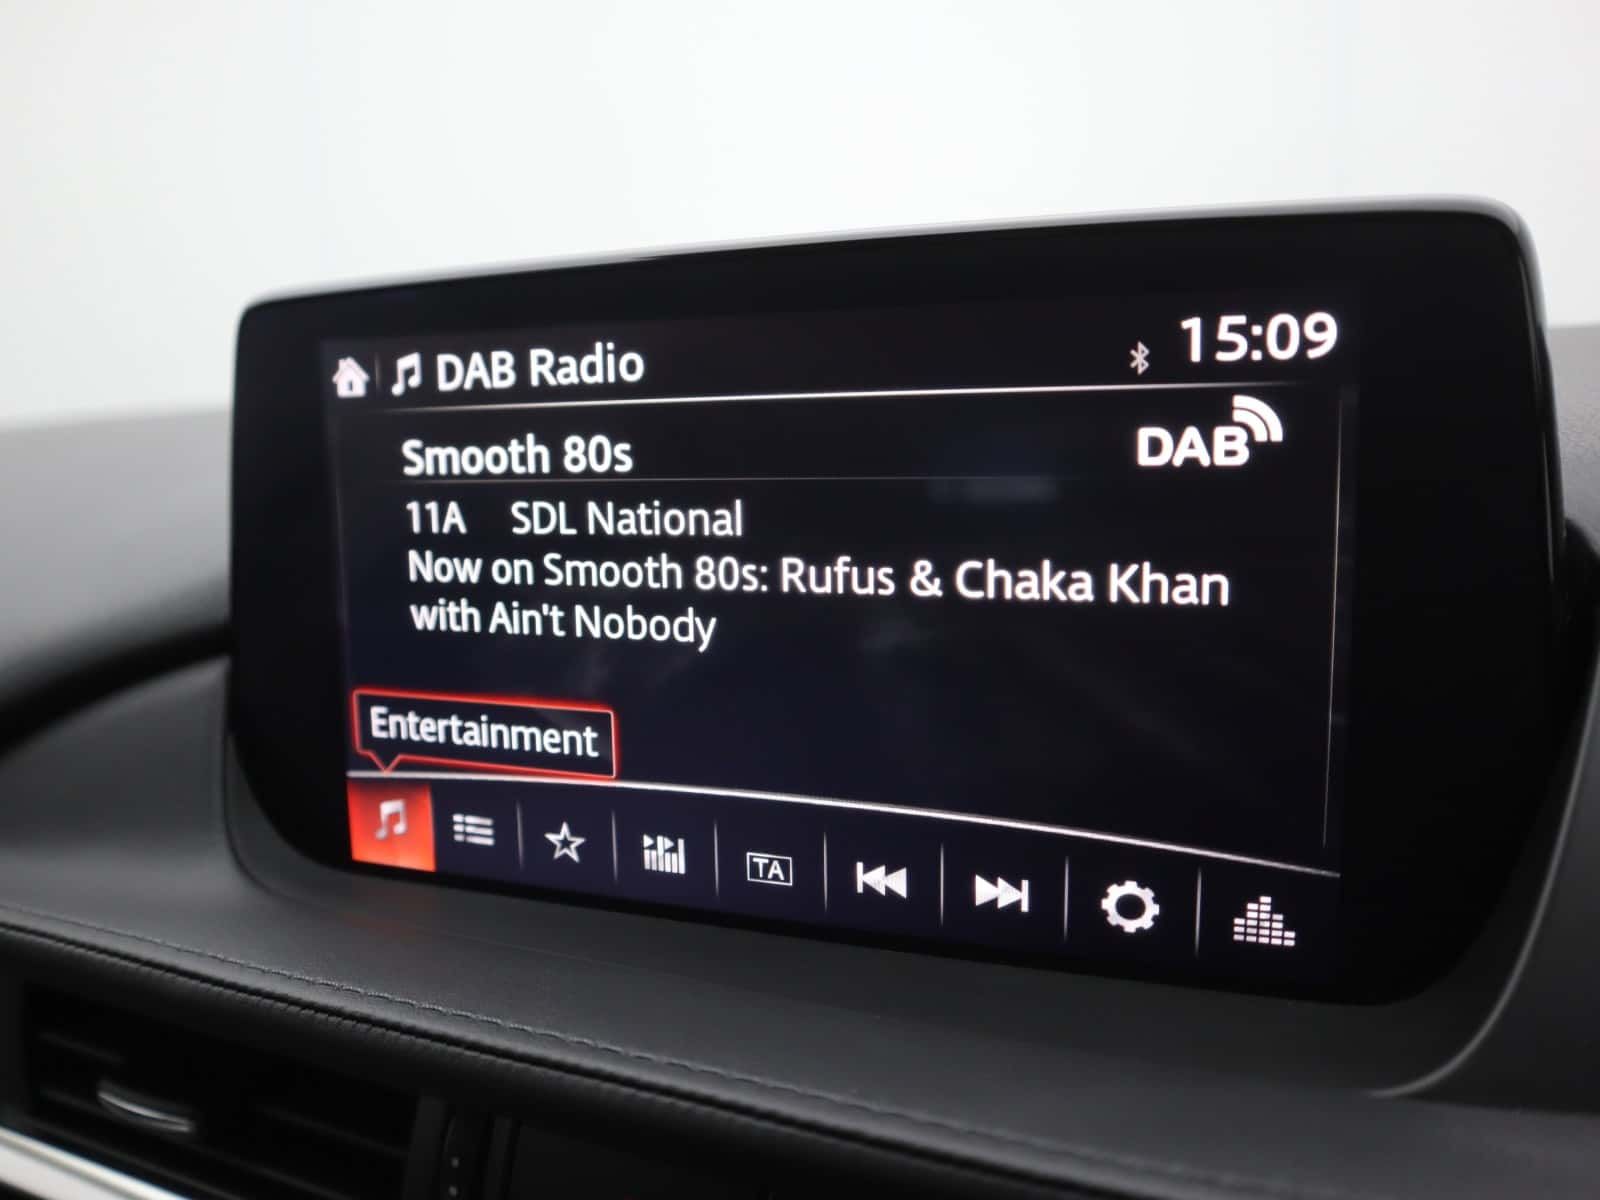 DAB Radio 15:09
Smooth 80s DAB
11A SDL National
Now on Smooth 80s: Rufus & Chaka Khan
with Ain't Nobody
Entertainment
TA